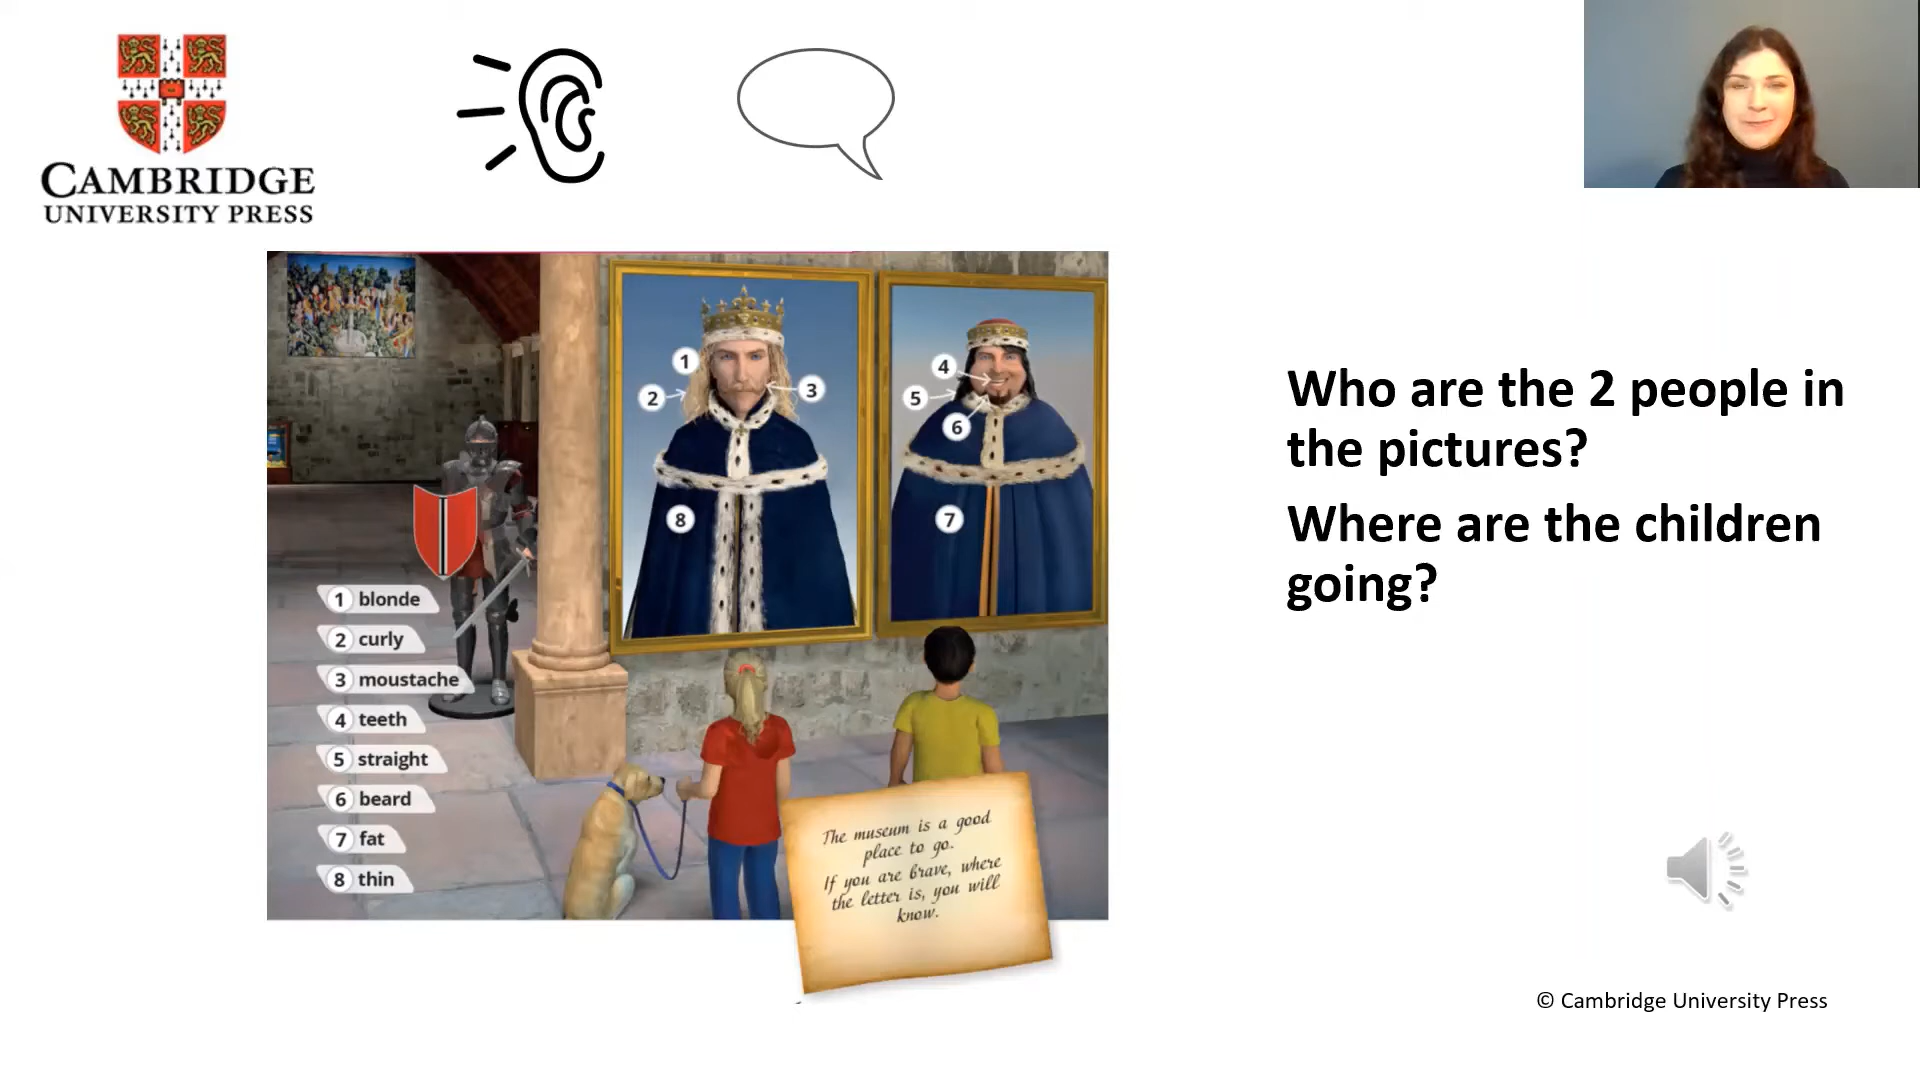 CAMBRIDGE
UNIVERSITY PRESS
1
2
3
8
4
5
6
7
1 blonde
2 curly
3 moustache
4 teeth
5 straight
6 beard
7 fat
8 thin
The museum is a good
place to go.
If you are brave, where
the letter is, you will
know.
Who are the 2 people in
the pictures?
Where are the children
going?
© Cambridge University Press